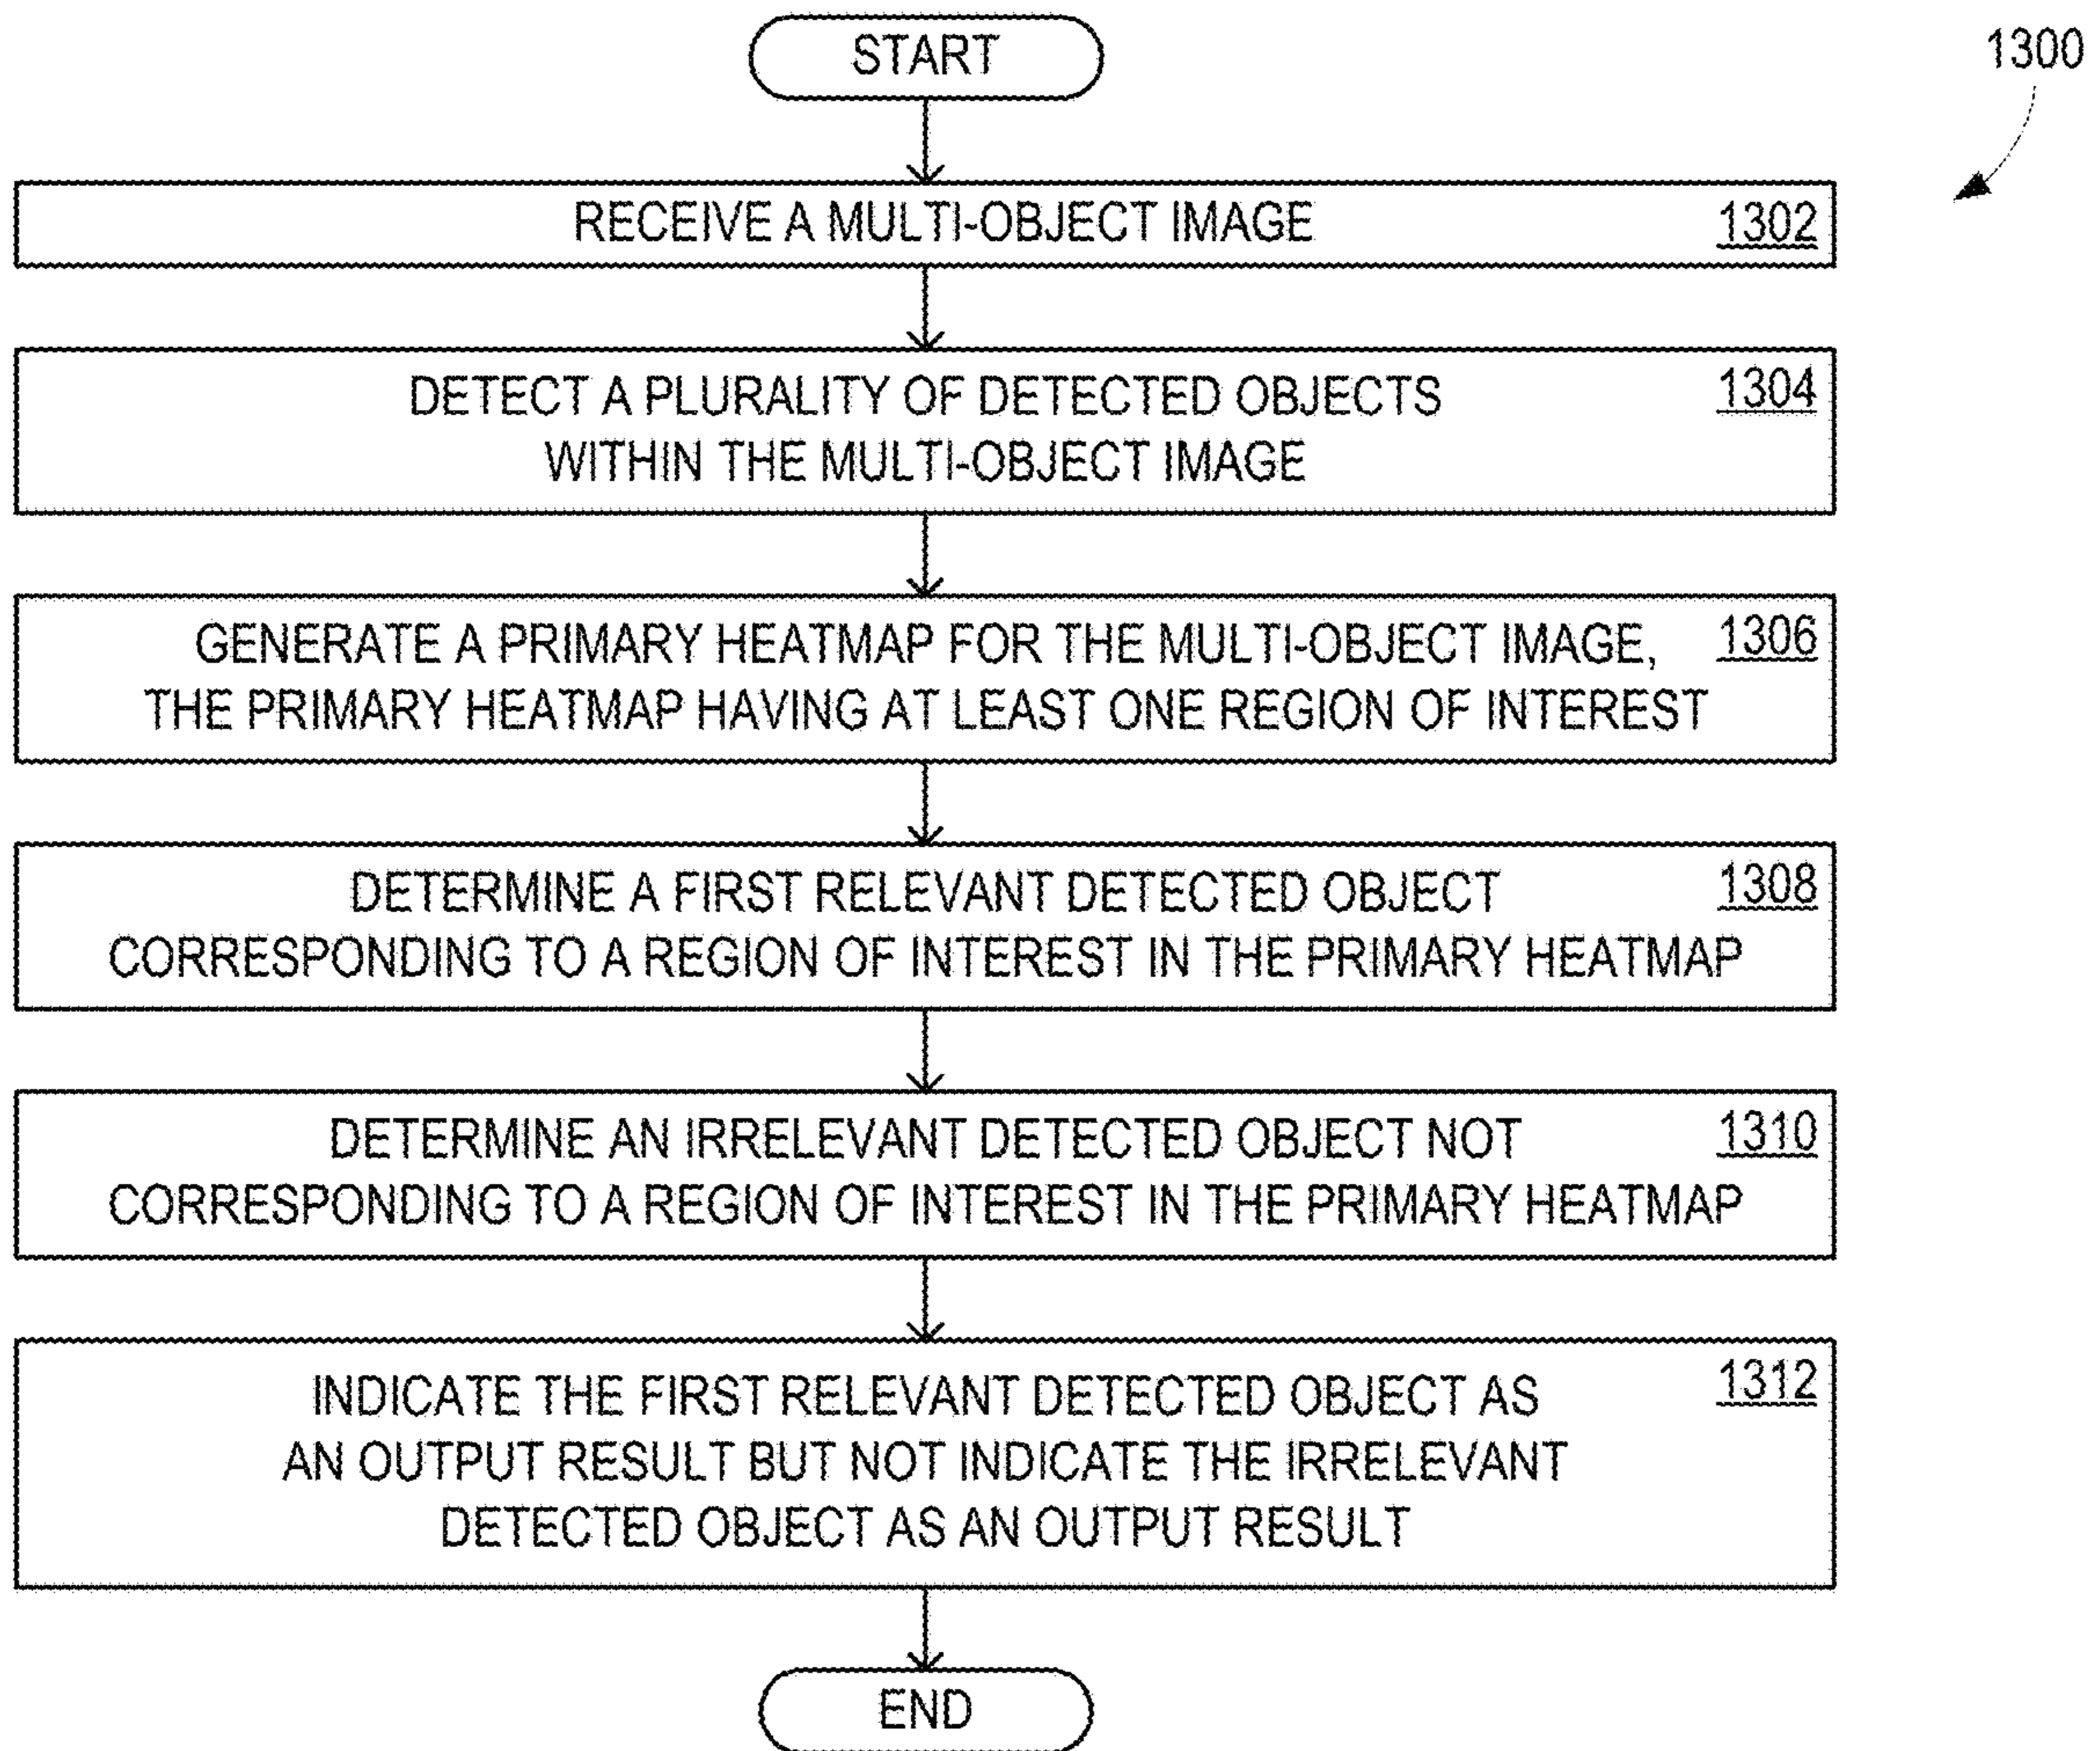 START
1300
RECEIVE A MULTI-OBJECT IMAGE 1302
DETECT A PLURALITY OF DETECTED OBJECTS 1304
WITHIN THE MULTI-OBJECT IMAGE
GENERATE A PRIMARY HEATMAP FOR THE MULTI-OBJECT IMAGE, 1306
THE PRIMARY HEATMAP HAVING AT LEAST ONE REGION OF INTEREST
DETERMINE A FIRST RELEVANT DETECTED OBJECT 1308
CORRESPONDING TO A REGION OF INTEREST IN THE PRIMARY HEATMAP
DETERMINE AN IRRELEVANT DETECTED OBJECT NOT 1310
CORRESPONDING TO A REGION OF INTEREST IN THE PRIMARY HEATMAP
INDICATE THE FIRST RELEVANT DETECTED OBJECT AS 1312
AN OUTPUT RESULT BUT NOT INDICATE THE IRRELEVANT
DETECTED OBJECT AS AN OUTPUT RESULT
END